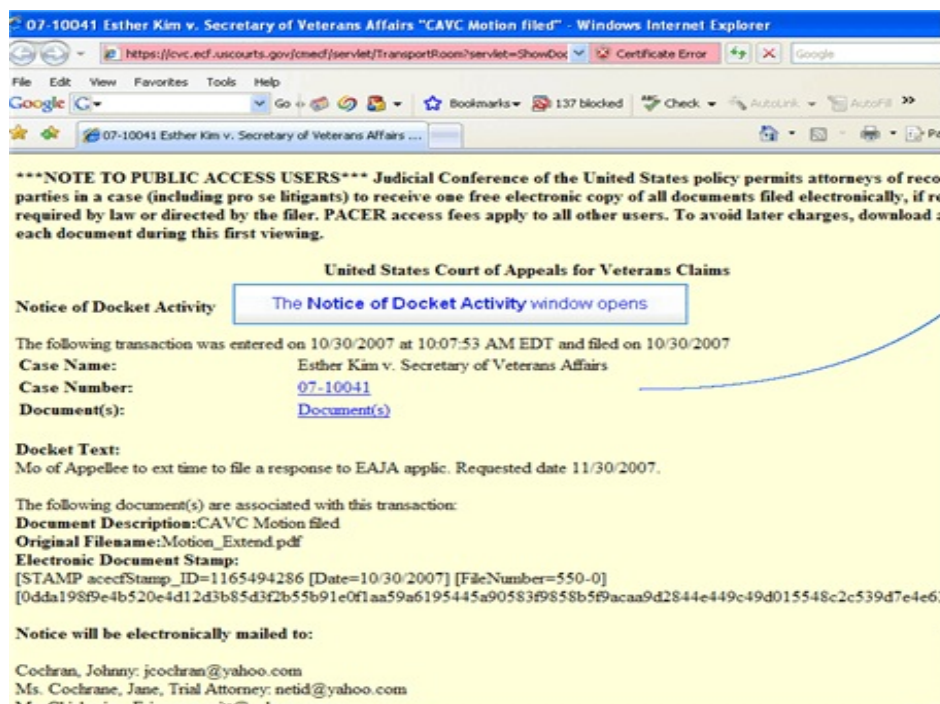 07-10041 Esther Kim v. Secretary of Veterans Affairs "CAVC Motion filed" - Windows Internet Explorer
https://cvc.ecf.uscourts.gov/cmecf/servlet/TransportRoom?servlet=ShowDoc Certificate Error Google
File Edit View Favorites Tools Help
Google G Go Bookmarks 137 blocked Check AutoLink AutoFill
07-10041 Esther Kim v. Secretary of Veterans Affairs ....
***NOTE TO PUBLIC ACCESS USERS*** Judicial Conference of the United States policy permits attorneys of
parties in a case (including pro se litigants) to receive one free electronic copy of all documents filed electronically, if
required by law or directed by the filer. PACER access fees apply to all other users. To avoid later charges, download
each document during this first viewing.
United States Court of Appeals for Veterans Claims
Notice of Docket Activity The Notice of Docket Activity window opens
The following transaction was entered on 10/30/2007 at 10:07:53 AM EDT and filed on 10/30/2007
Case Name: Esther Kim v. Secretary of Veterans Affairs
Case Number: 07-10041
Document(s): Document(s)
Docket Text:
Mo of Appellee to ext time to file a response to EAJA applic. Requested date 11/30/2007.
The following document(s) are associated with this transaction:
Document Description:CAVC Motion filed
Original Filename:Motion_Extend.pdf
Electronic Document Stamp:
[STAMP acecfStamp_ID=1165494286 [Date=10/30/2007] [FileNumber=550-0]
Notice will be electronically mailed to:
Cochran, Johnny: jcochran@yahoo.com
Ms. Cochrane, Jane, Trial Attorney: netid@yahoo.com